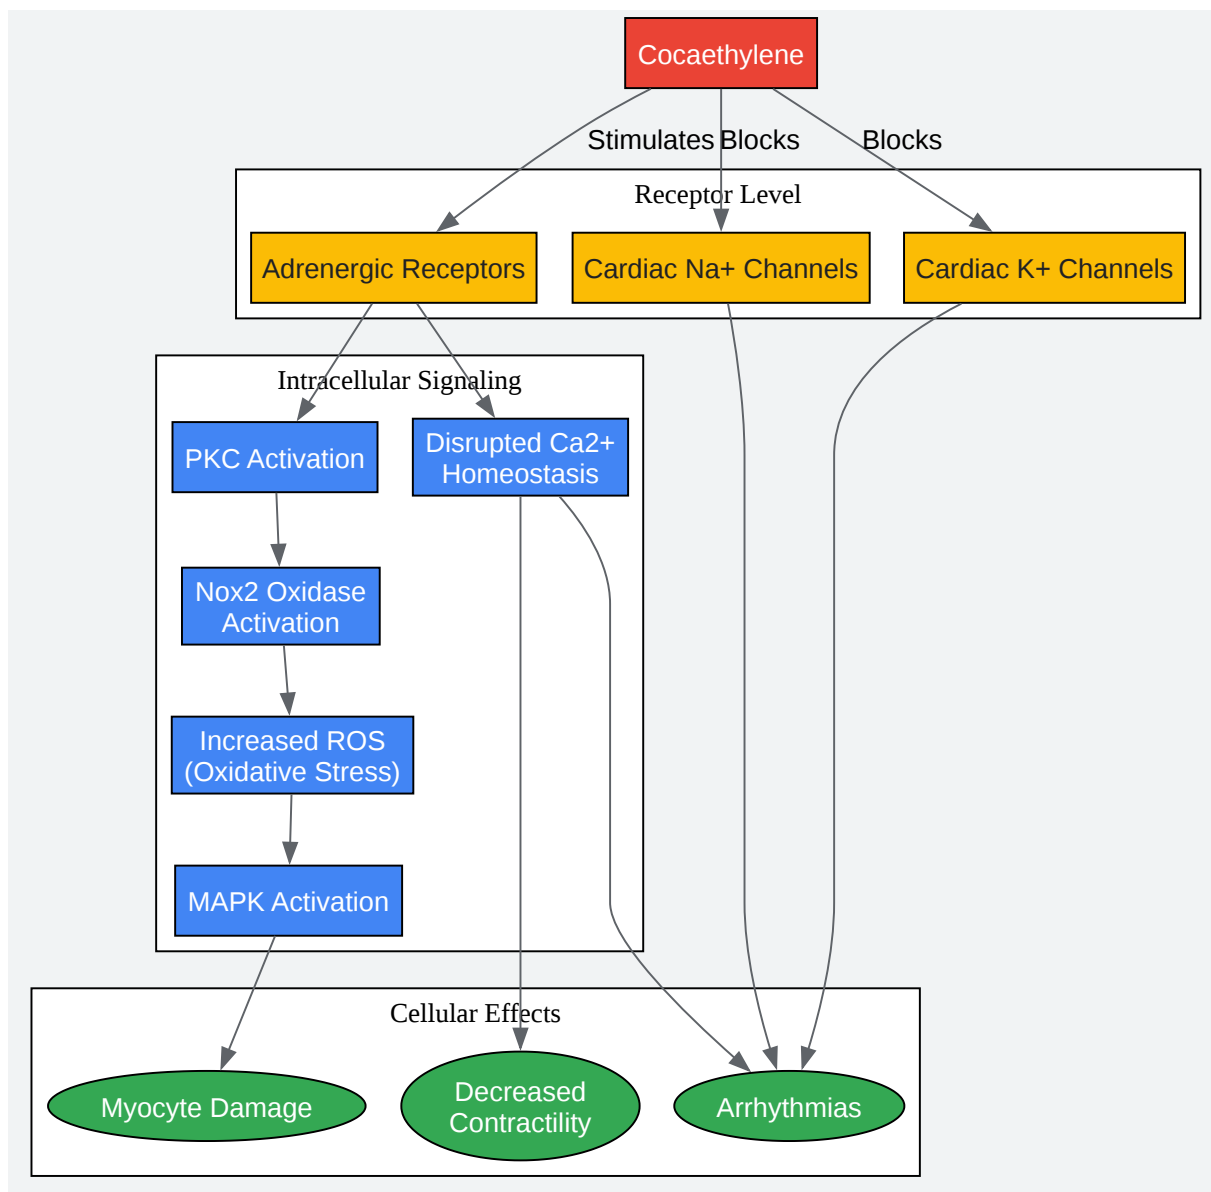 Cocaethylene
Stimulates
Blocks
Blocks
Receptor Level
Adrenergic Receptors
Cardiac Na+ Channels
Cardiac K+ Channels
Intracellular Signaling
PKC Activation
Disrupted Ca2+
Homeostasis
Nox2 Oxidase
Activation
Increased ROS
(Oxidative Stress)
MAPK Activation
Cellular Effects
Myocyte Damage
Decreased
Contractility
Arrhythmias